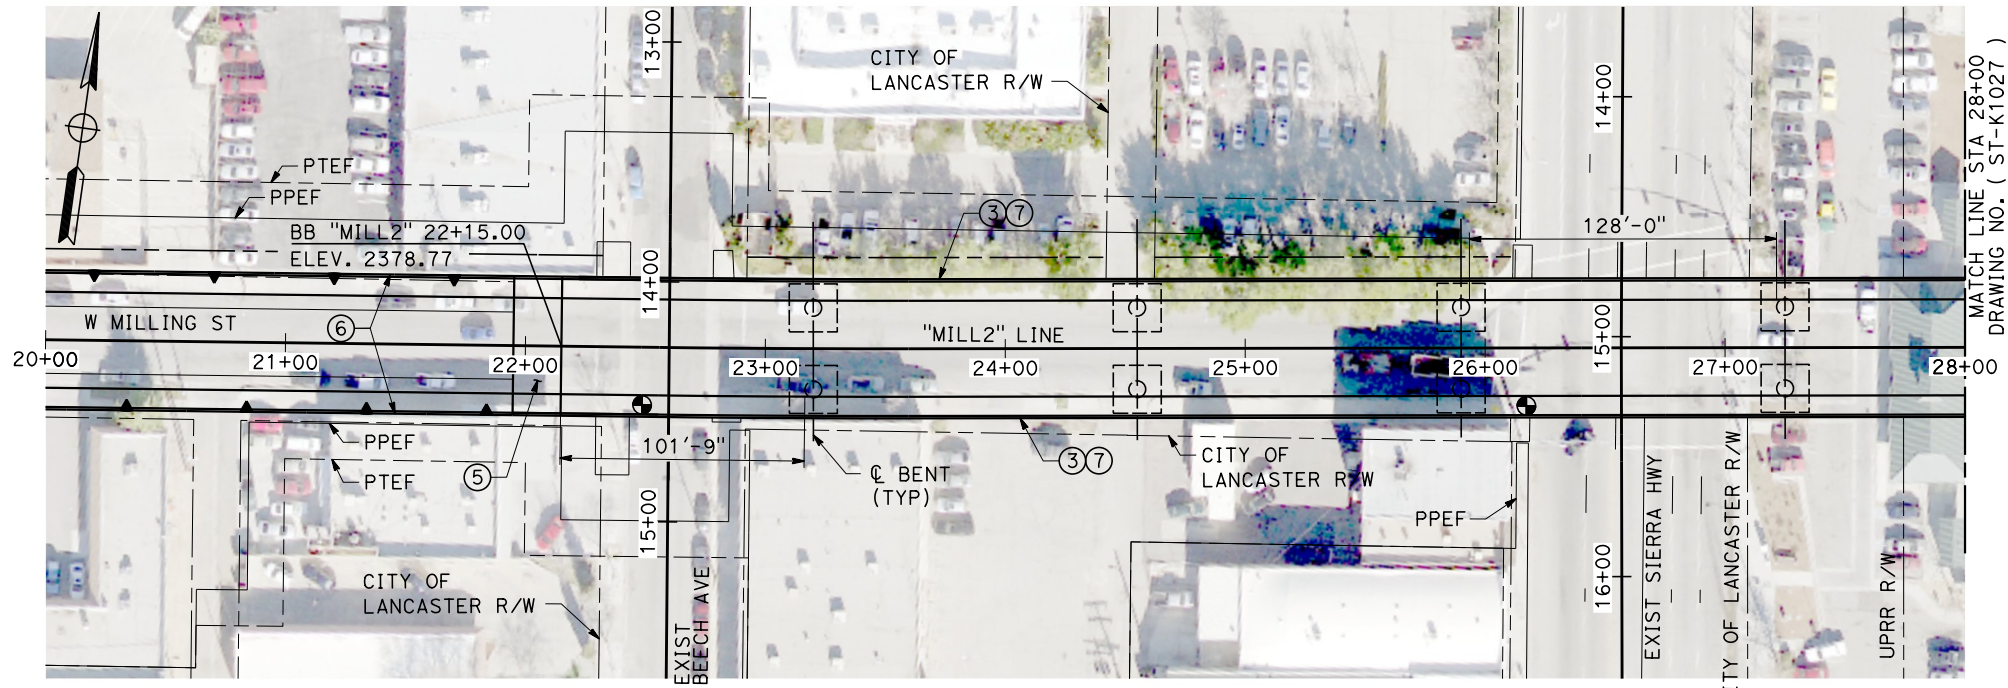 13+00
CITY OF
LANCASTER R/W
14+00
MATCH LINE STA 28+00
DRAWING NO. ( ST-K1027 )
PTEF
PPEF
3 7
128'-0"
BB "MILL2" 22+15.00
ELEV. 2378.77
14+00
W MILLING ST
6
"MILL2" LINE
15+00
20+00
21+00
22+00
23+00
24+00
25+00
26+00
27+00
28+00
PPEF
PTEF
5
101'-9"
℄ BENT
(TYP)
3 7
CITY OF
LANCASTER R/W
PPEF
15+00
CITY OF
LANCASTER R/W
EXIST
BEECH AVE
16+00
EXIST SIERRA HWY
ITY OF LANCASTER R/W
UPRR R/W